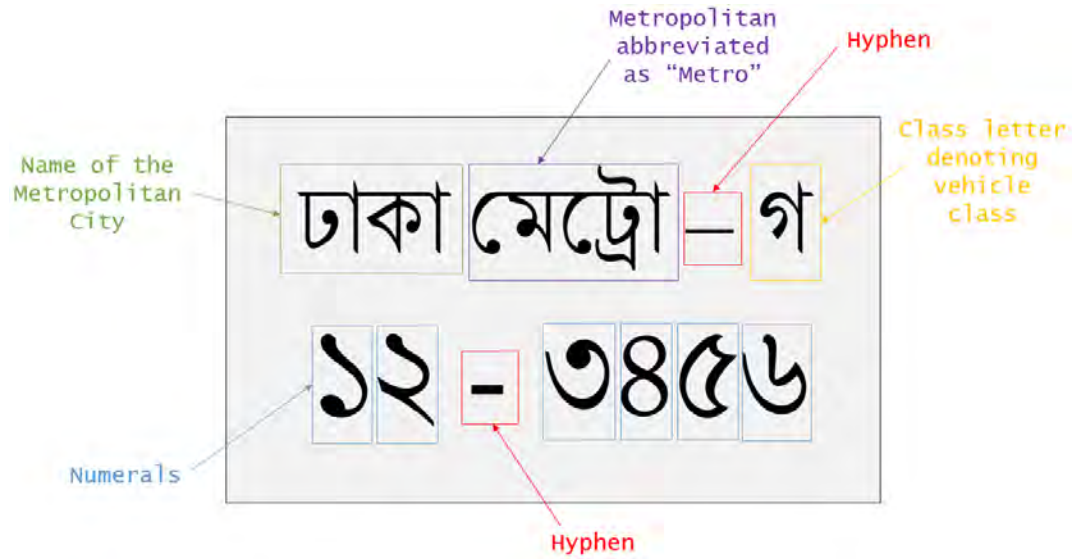 Metropolitan
abbreviated
as “Metro”
Hyphen
Name of the
Metropolitan
City
ঢাকা মেট্রো – গ
Class letter
denoting
vehicle
class
১২ - ৩৪৫৬
Numerals
Hyphen